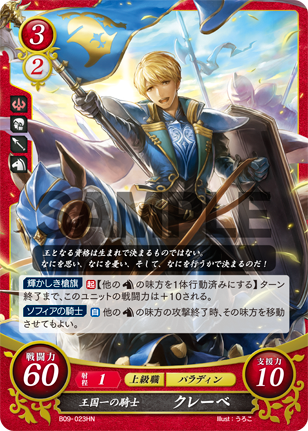 3
2
SAMPLE
王となる資格は生まれで決まるものではない。
なにを思い、なにを憂い、そして、なにを行うかで決まるのだ！
輝かしき槍旗 起 【他の の味方を1体行動済みにする】ターン
終了まで、このユニットの戦闘力は＋10される。
ソフィアの騎士 自 他の の味方の攻撃終了時、その味方を移動
させてもよい。
戦闘力
60
射程 1 上級職 パラディン
支援力
10
王国一の騎士 クレーベ
B09-023HN Illust：うろこ